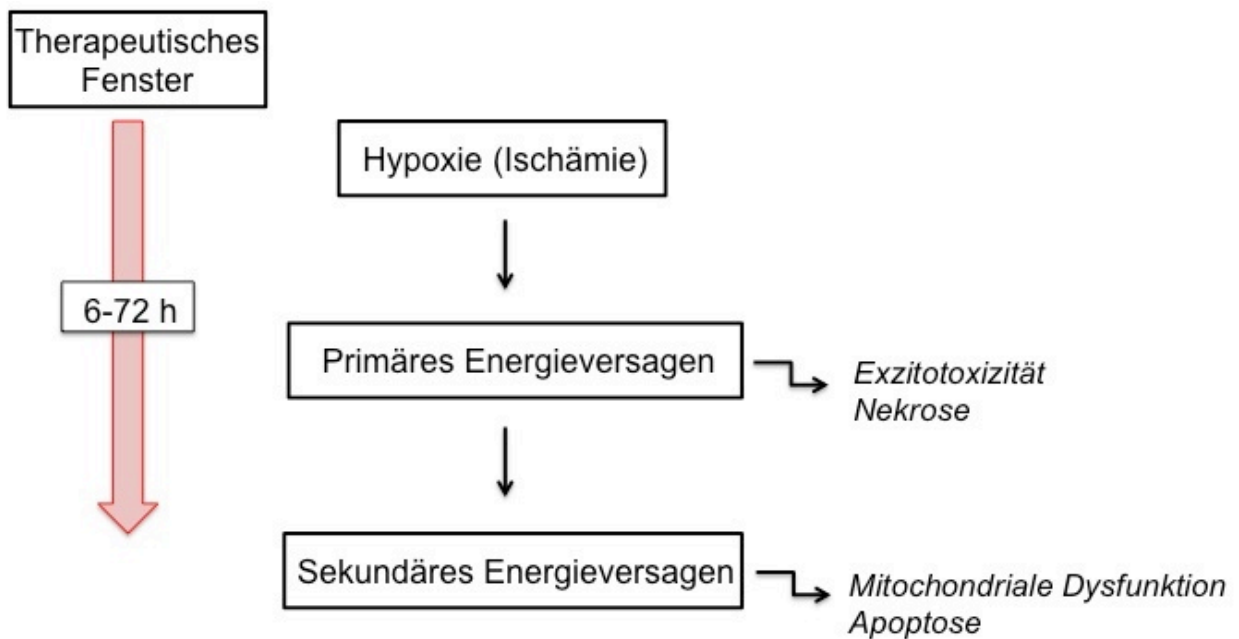 Therapeutisches
Fenster
Hypoxie (Ischämie)
6-72 h
Primäres Energieversagen
Exzitotoxizität
Nekrose
Sekundäres Energieversagen
Mitochondriale Dysfunktion
Apoptose